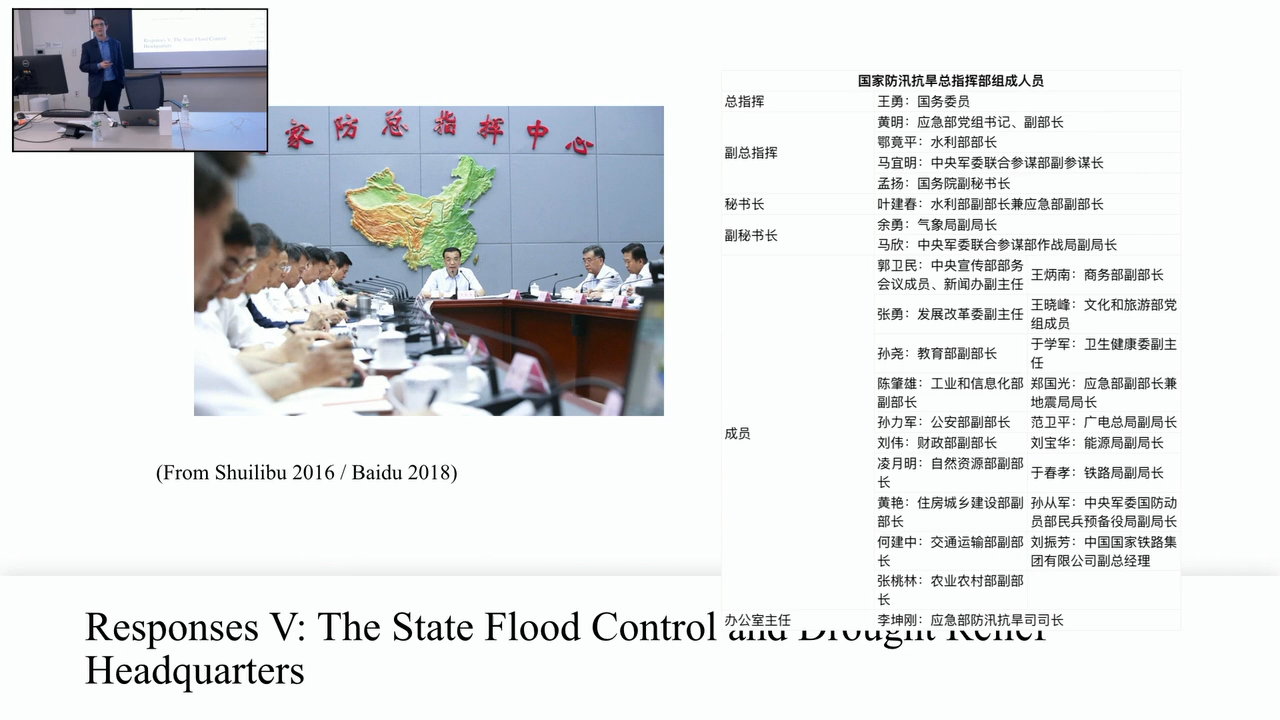 Responses V: The State Flood Control
Headquarters
家防总指挥中心
(From Shuilibu 2016 / Baidu 2018)
国家防汛抗旱总指挥部组成人员
总指挥
王勇：国务委员
副总指挥
黄明：应急部党组书记、副部长
鄂竟平：水利部部长
马宜明：中央军委联合参谋部副参谋长
孟扬：国务院副秘书长
秘书长
叶建春：水利部副部长兼应急部副部长
副秘书长
余勇：气象局副局长
马欣：中央军委联合参谋部作战局副局长
成员
郭卫民：中央宣传部部务
会议成员、新闻办副主任
王炳南：商务部副部长
张勇：发展改革委副主任
王晓峰：文化和旅游部党
组成员
孙尧：教育部副部长
于学军：卫生健康委副主
任
陈肇雄：工业和信息化部
副部长
郑国光：应急部副部长兼
地震局局长
孙力军：公安部副部长
范卫平：广电总局副局长
刘伟：财政部副部长
刘宝华：能源局副局长
凌月明：自然资源部副部
长
于春孝：铁路局副局长
黄艳：住房城乡建设部副
部长
孙从军：中央军委国防动
员部民兵预备役局副局长
何建中：交通运输部副部
长
刘振芳：中国国家铁路集
团有限公司副总经理
张桃林：农业农村部副部
长
办公室主任
李坤刚：应急部防汛抗旱司司长
Responses V: The State Flood Control and Drought Relief
Headquarters